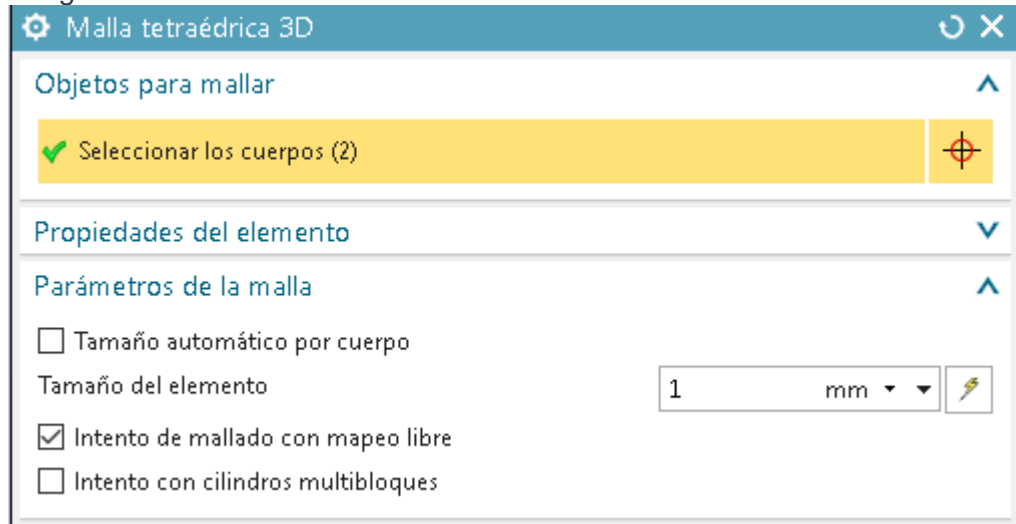 Malla tetraédrica 3D
Objetos para mallar
Seleccionar los cuerpos (2)
Propiedades del elemento
Parámetros de la malla
Tamaño automático por cuerpo
Tamaño del elemento 1 mm
Intento de mallado con mapeo libre
Intento con cilindros multibloques